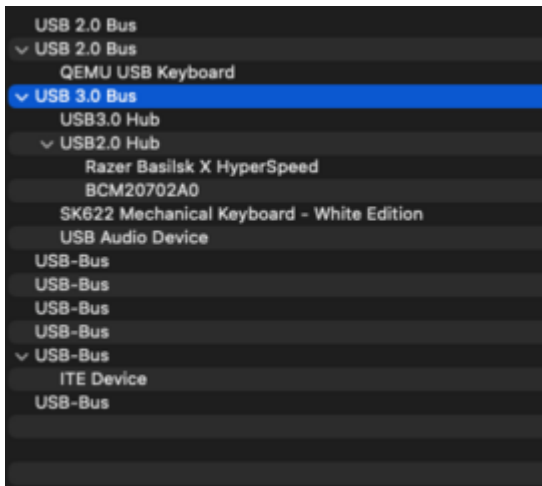 USB 2.0 Bus
USB 2.0 Bus
QEMU USB Keyboard
USB 3.0 Bus
USB3.0 Hub
USB2.0 Hub
Razer Basilsk X HyperSpeed
BCM20702A0
SK622 Mechanical Keyboard - White Edition
USB Audio Device
USB-Bus
USB-Bus
USB-Bus
USB-Bus
USB-Bus
ITE Device
USB-Bus